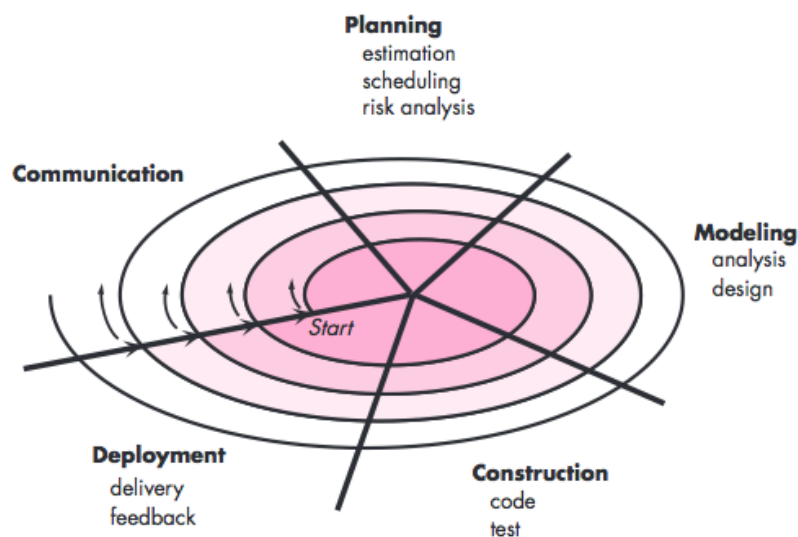 Planning
estimation
scheduling
risk analysis
Communication
Modeling
analysis
design
Start
Deployment
delivery
feedback
Construction
code
test